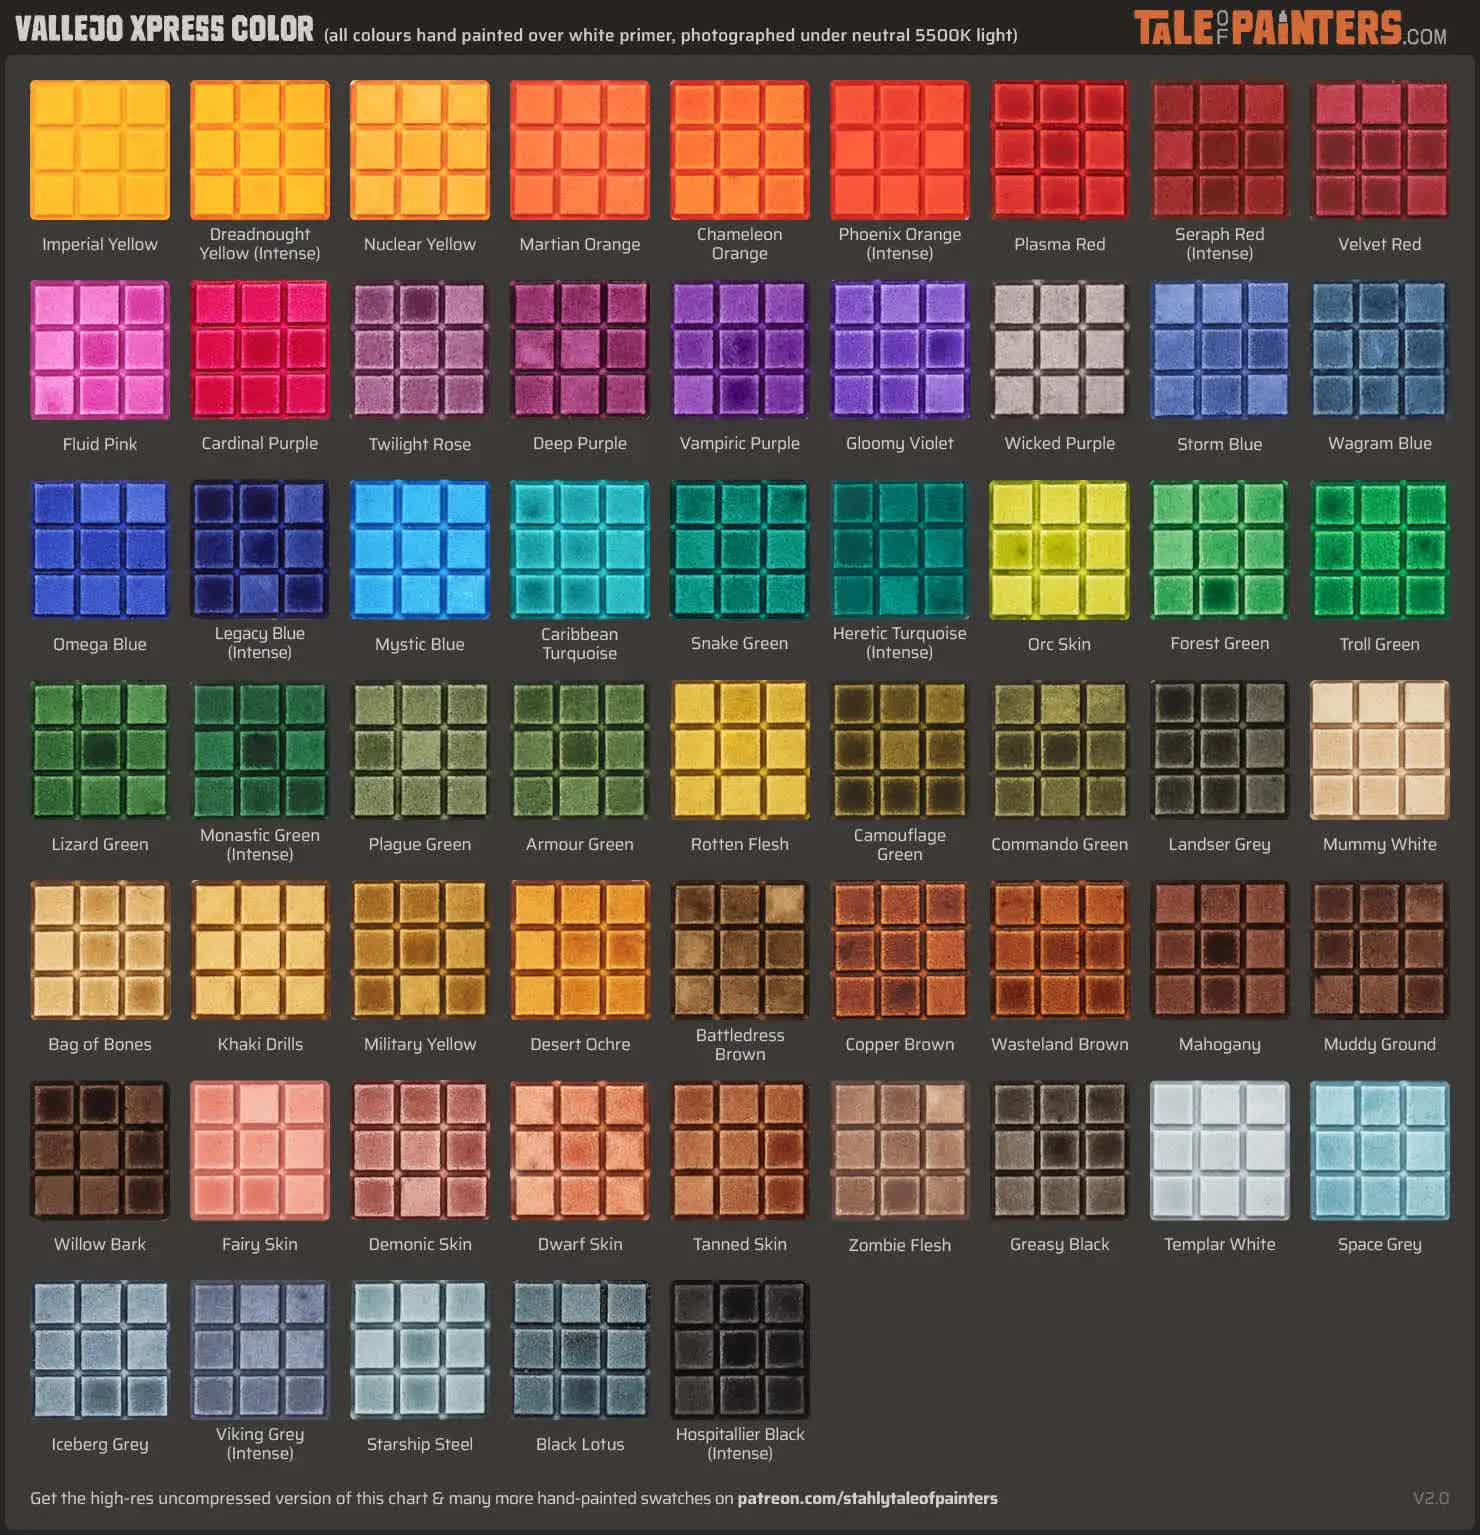 VALLEJO XPRESS COLOR (all colours hand painted over white primer, photographed under neutral 5500K light)
TALE OF PAINTERS.COM
Imperial Yellow
Dreadnought
Yellow (Intense)
Nuclear Yellow
Martian Orange
Chameleon
Orange
Phoenix Orange
(Intense)
Plasma Red
Seraph Red
(Intense)
Velvet Red
Fluid Pink
Cardinal Purple
Twilight Rose
Deep Purple
Vampiric Purple
Gloomy Violet
Wicked Purple
Storm Blue
Wagram Blue
Omega Blue
Legacy Blue
(Intense)
Mystic Blue
Caribbean
Turquoise
Snake Green
Heretic Turquoise
(Intense)
Orc Skin
Forest Green
Troll Green
Lizard Green
Monastic Green
(Intense)
Plague Green
Armour Green
Rotten Flesh
Camouflage
Green
Commando Green
Landser Grey
Mummy White
Bag of Bones
Khaki Drills
Military Yellow
Desert Ochre
Battledress
Brown
Copper Brown
Wasteland Brown
Mahogany
Muddy Ground
Willow Bark
Fairy Skin
Demonic Skin
Dwarf Skin
Tanned Skin
Zombie Flesh
Greasy Black
Templar White
Space Grey
Iceberg Grey
Viking Grey
(Intense)
Starship Steel
Black Lotus
Hospitallier Black
(Intense)
Get the high-res uncompressed version of this chart & many more hand-painted swatches on patreon.com/stahlytaleofpainters
V2.0